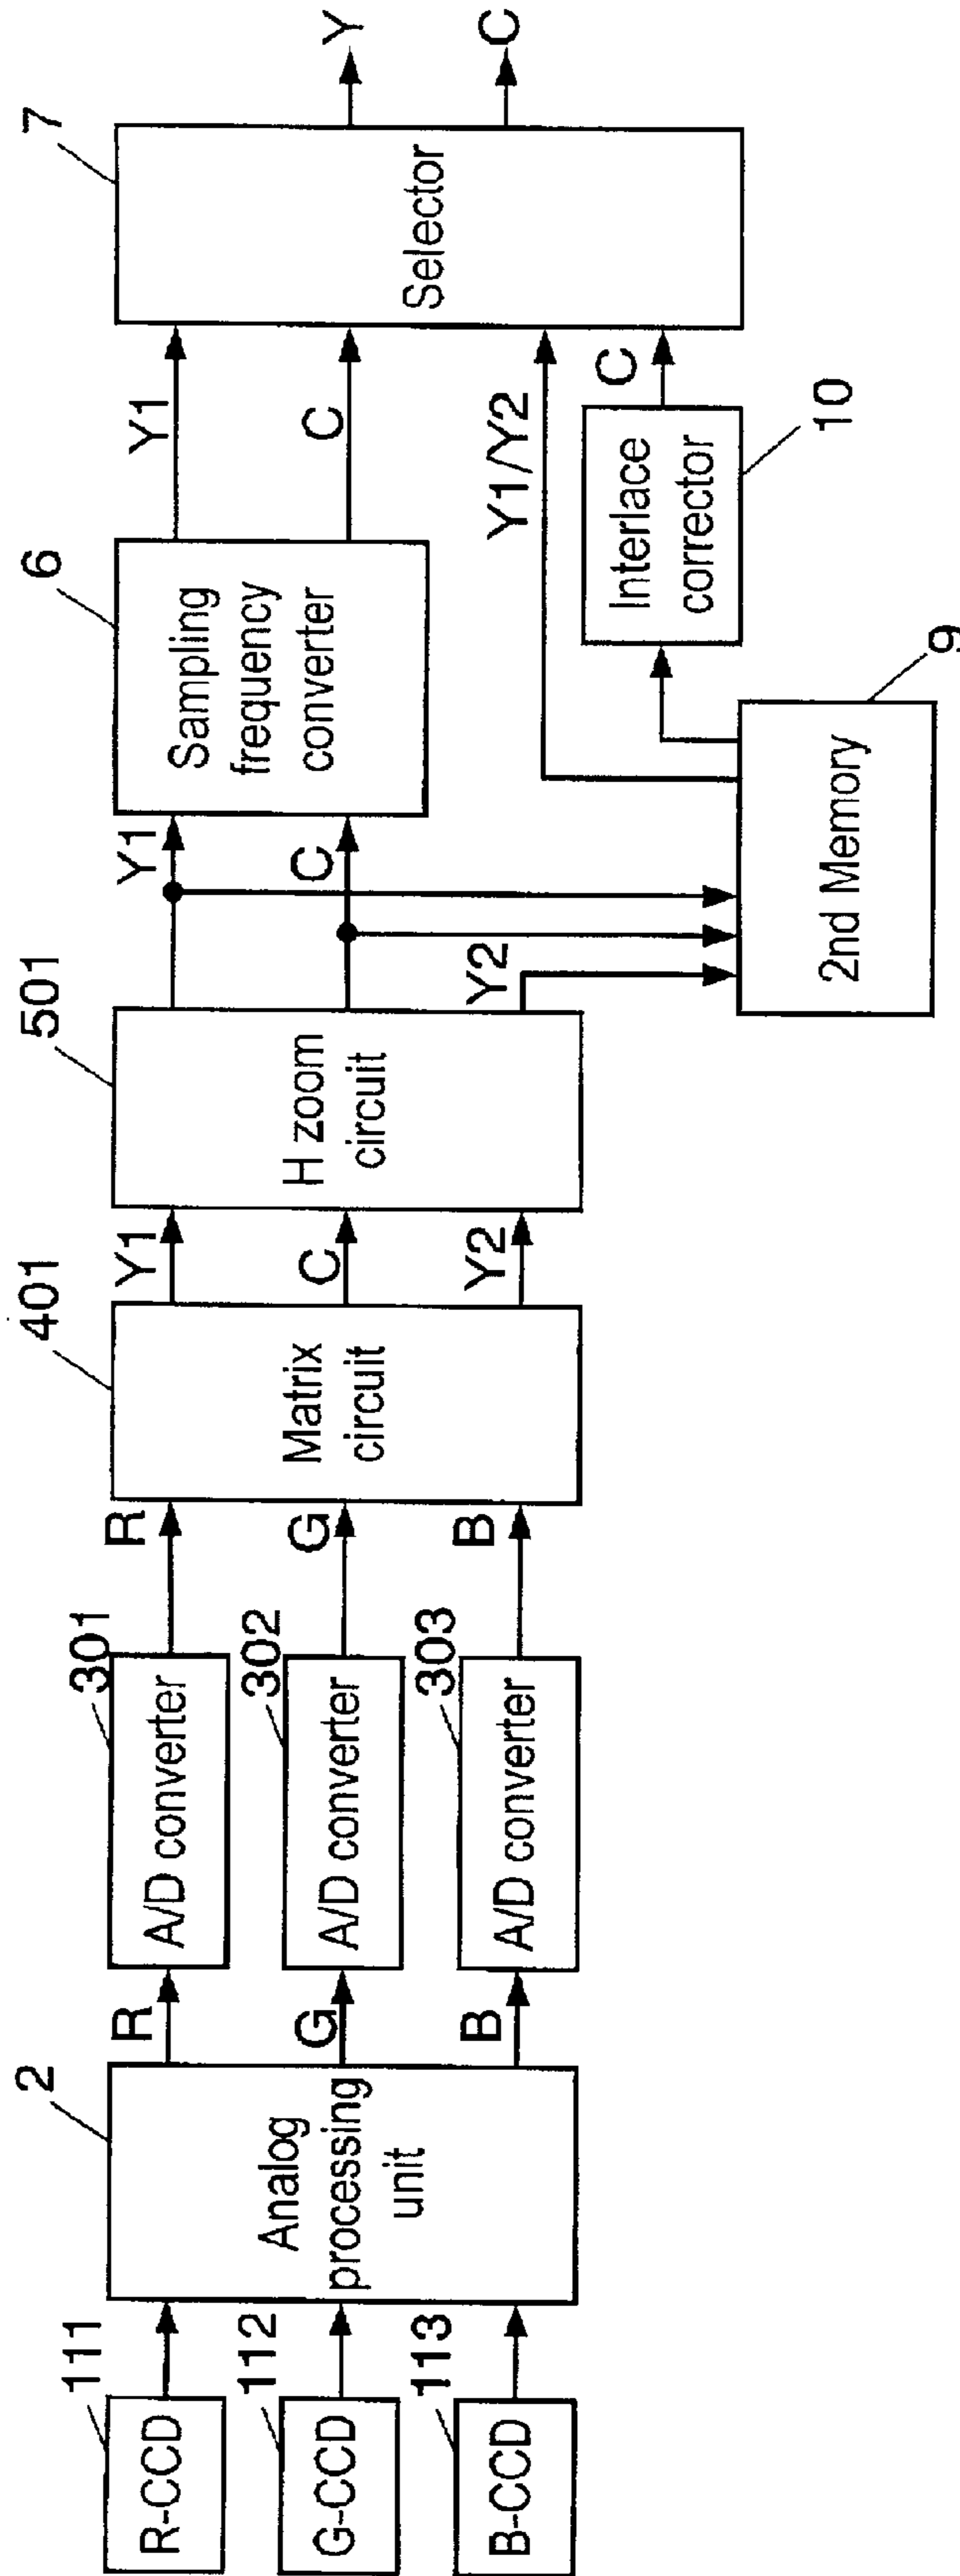 111
R-CCD
112
G-CCD
113
B-CCD
2
Analog
processing
unit
R
G
B
301
A/D converter
302
A/D converter
303
A/D converter
R
G
B
401
Matrix
circuit
Y1
C
Y2
501
H zoom
circuit
Y1
C
Y2
6
Sampling
frequency
converter
2nd Memory
9
Y1
C
Y1/Y2
Interlace
corrector
10
C
7
Selector
Y
C